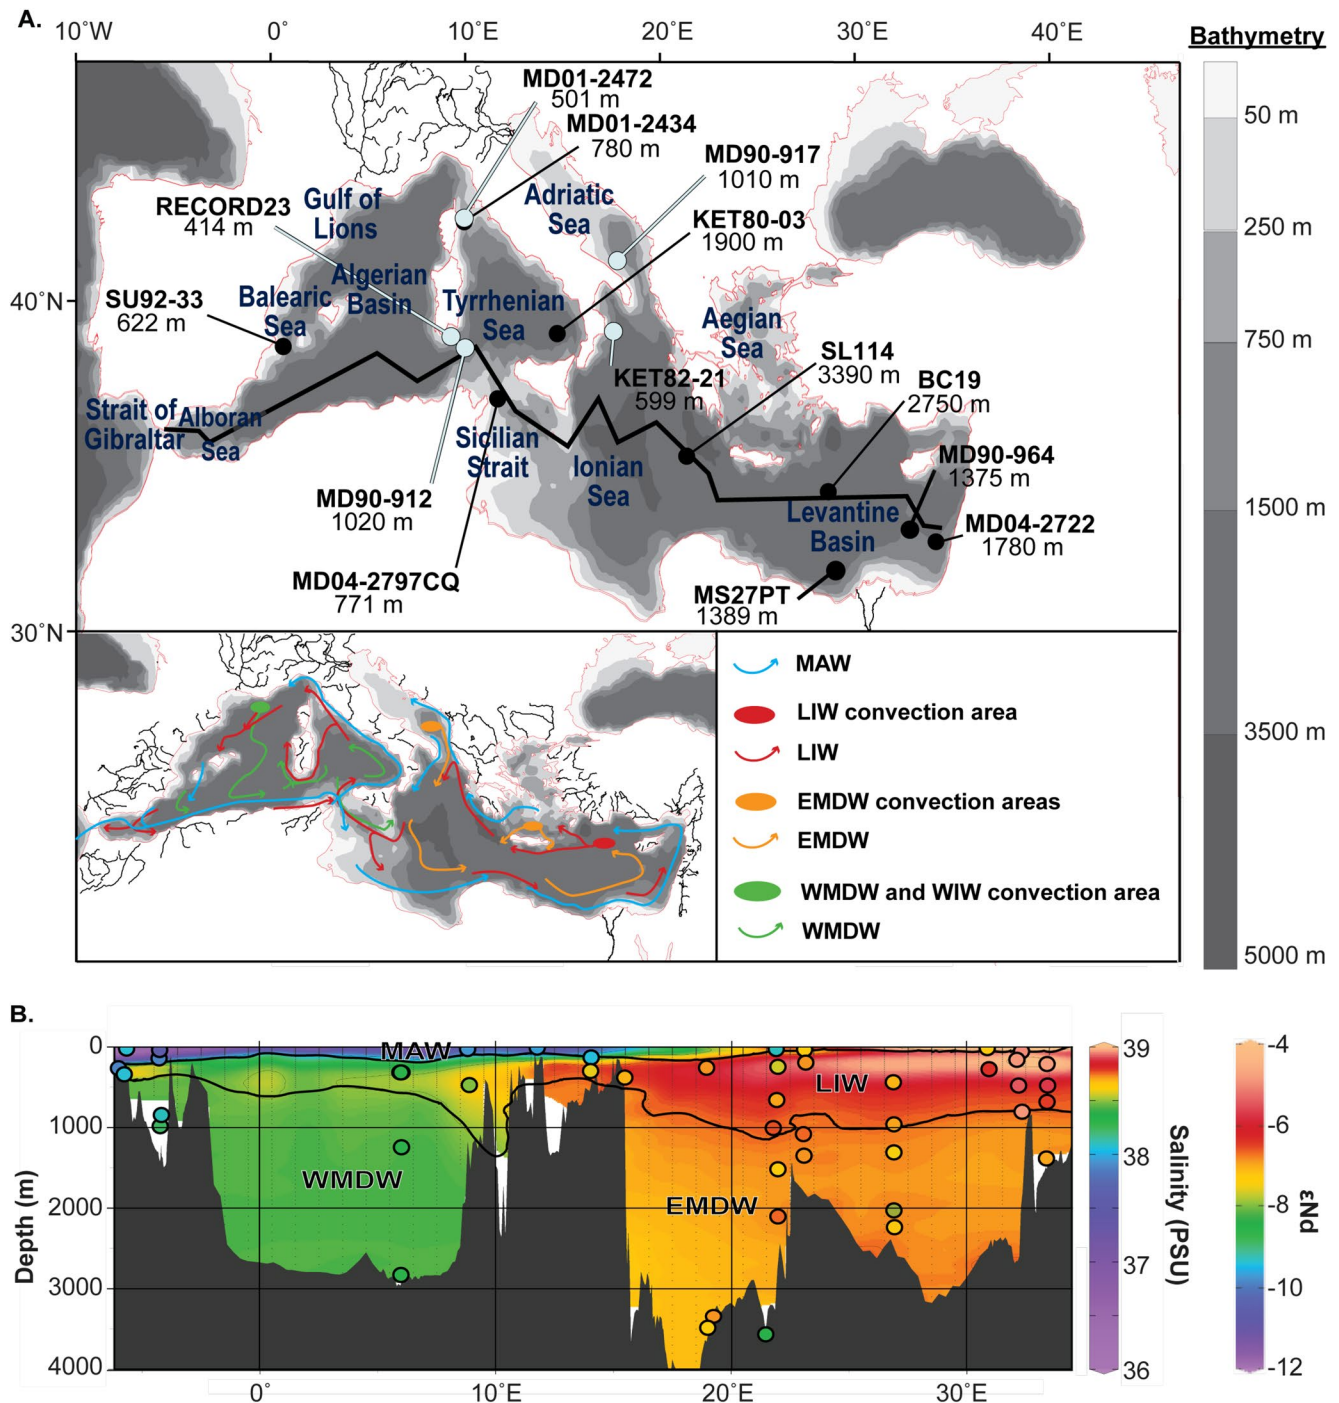 A.
10°W
0°
10°E
20°E
30°E
40°E
Bathymetry
50 m
250 m
750 m
1500 m
3500 m
5000 m
40°N
30°N
MD01-2472
501 m
MD01-2434
780 m
MD90-917
1010 m
RECORD23
414 m
Gulf of
Lions
Adriatic
Sea
KET80-03
1900 m
SU92-33
622 m
Balearic
Sea
Algerian
Basin
Tyrrhenian
Sea
Aegian
Sea
SL114
3390 m
KET82-21
599 m
BC19
2750 m
Strait of
Gibraltar
Alboran
Sea
Sicilian
Strait
Ionian
Sea
MD90-964
1375 m
MD90-912
1020 m
Levantine
Basin
MD04-2722
1780 m
MD04-2797CQ
771 m
MS27PT
1389 m
MAW
LIW convection area
LIW
EMDW convection areas
EMDW
WMDW and WIW convection area
WMDW
B.
Depth (m)
0
1000
2000
3000
4000
MAW
LIW
WMDW
EMDW
0°
10°E
20°E
30°E
39
38
37
36
Salinity (PSU)
-4
-6
-8
-10
-12
εNd